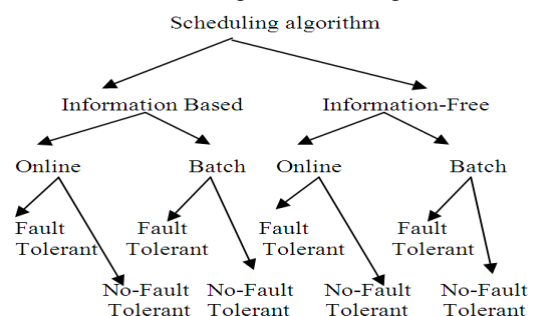 Scheduling algorithm
Information Based Information-Free
Online Batch Online Batch
Fault Fault Fault Fault
Tolerant Tolerant Tolerant Tolerant
No-Fault No-Fault No-Fault No-Fault
Tolerant Tolerant Tolerant Tolerant